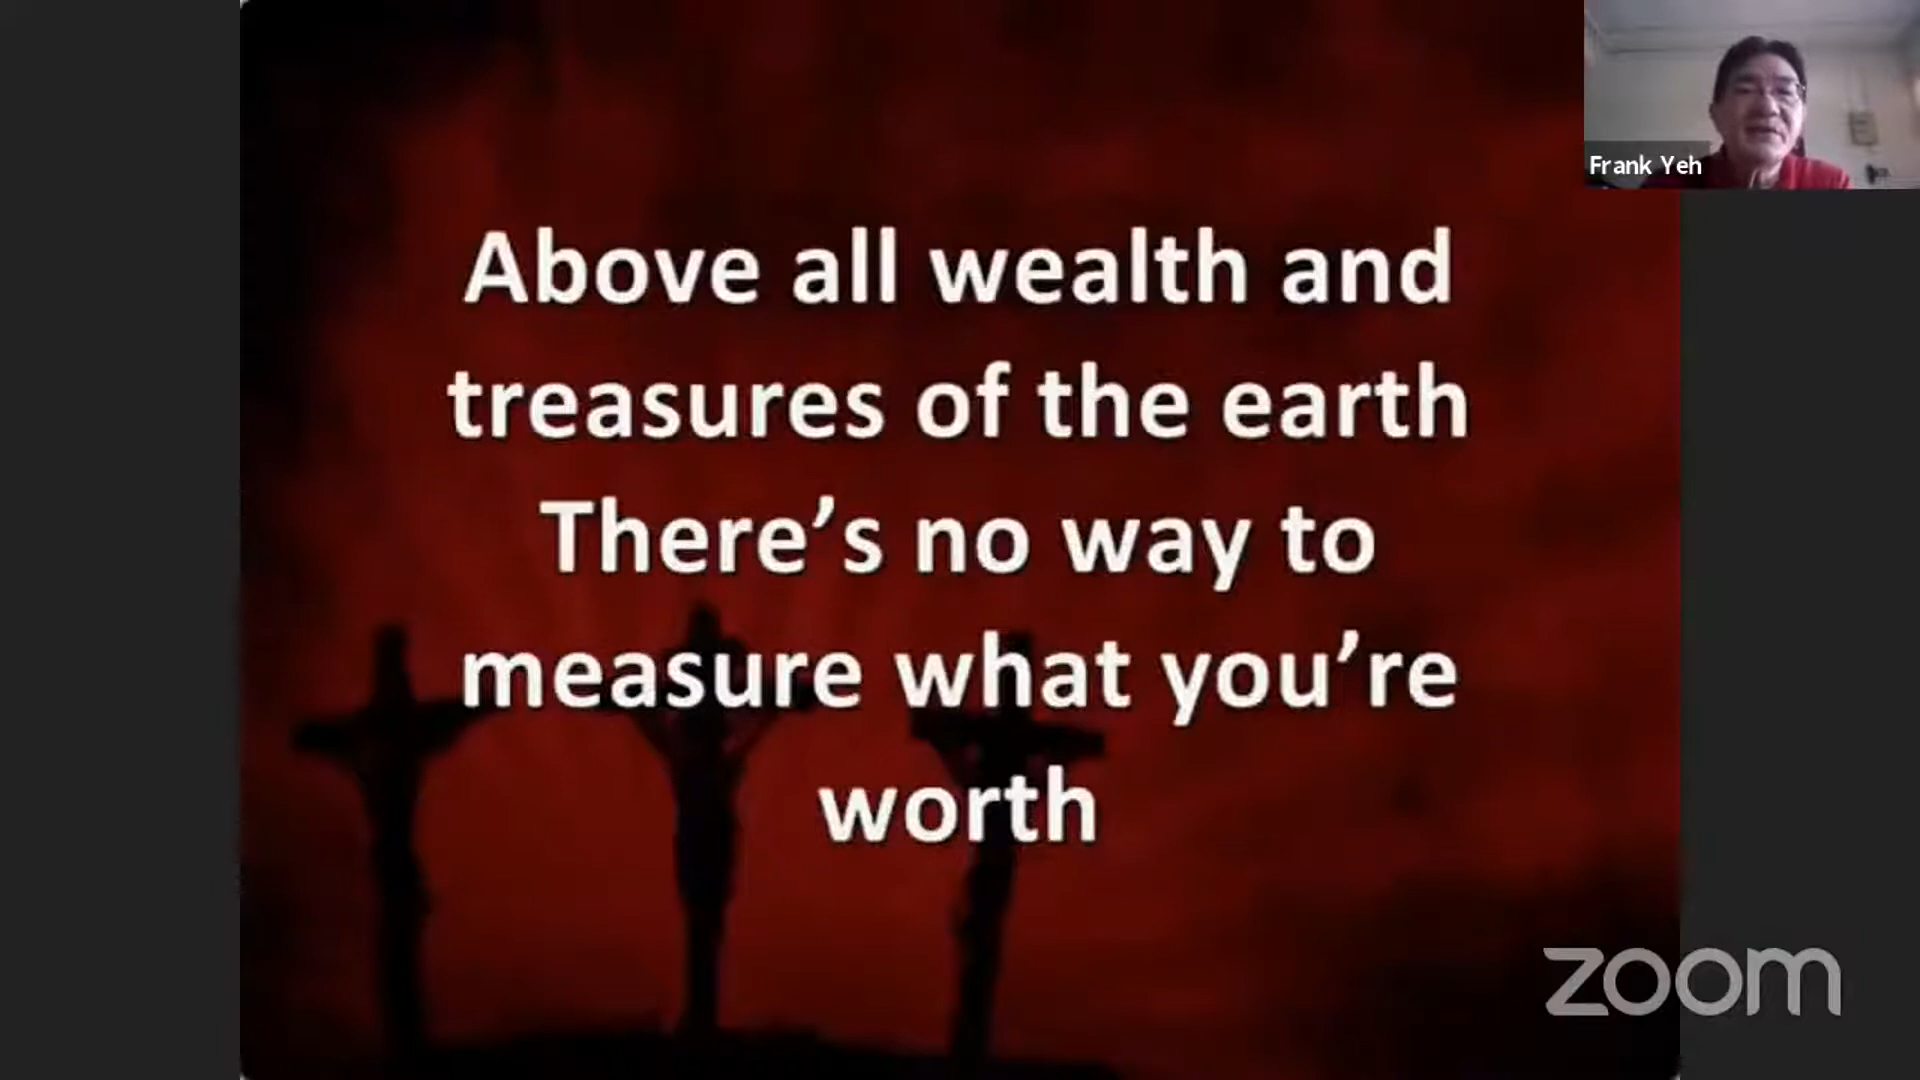 Above all wealth and
treasures of the earth
There’s no way to
measure what you’re
worth
Frank Yeh
zoom